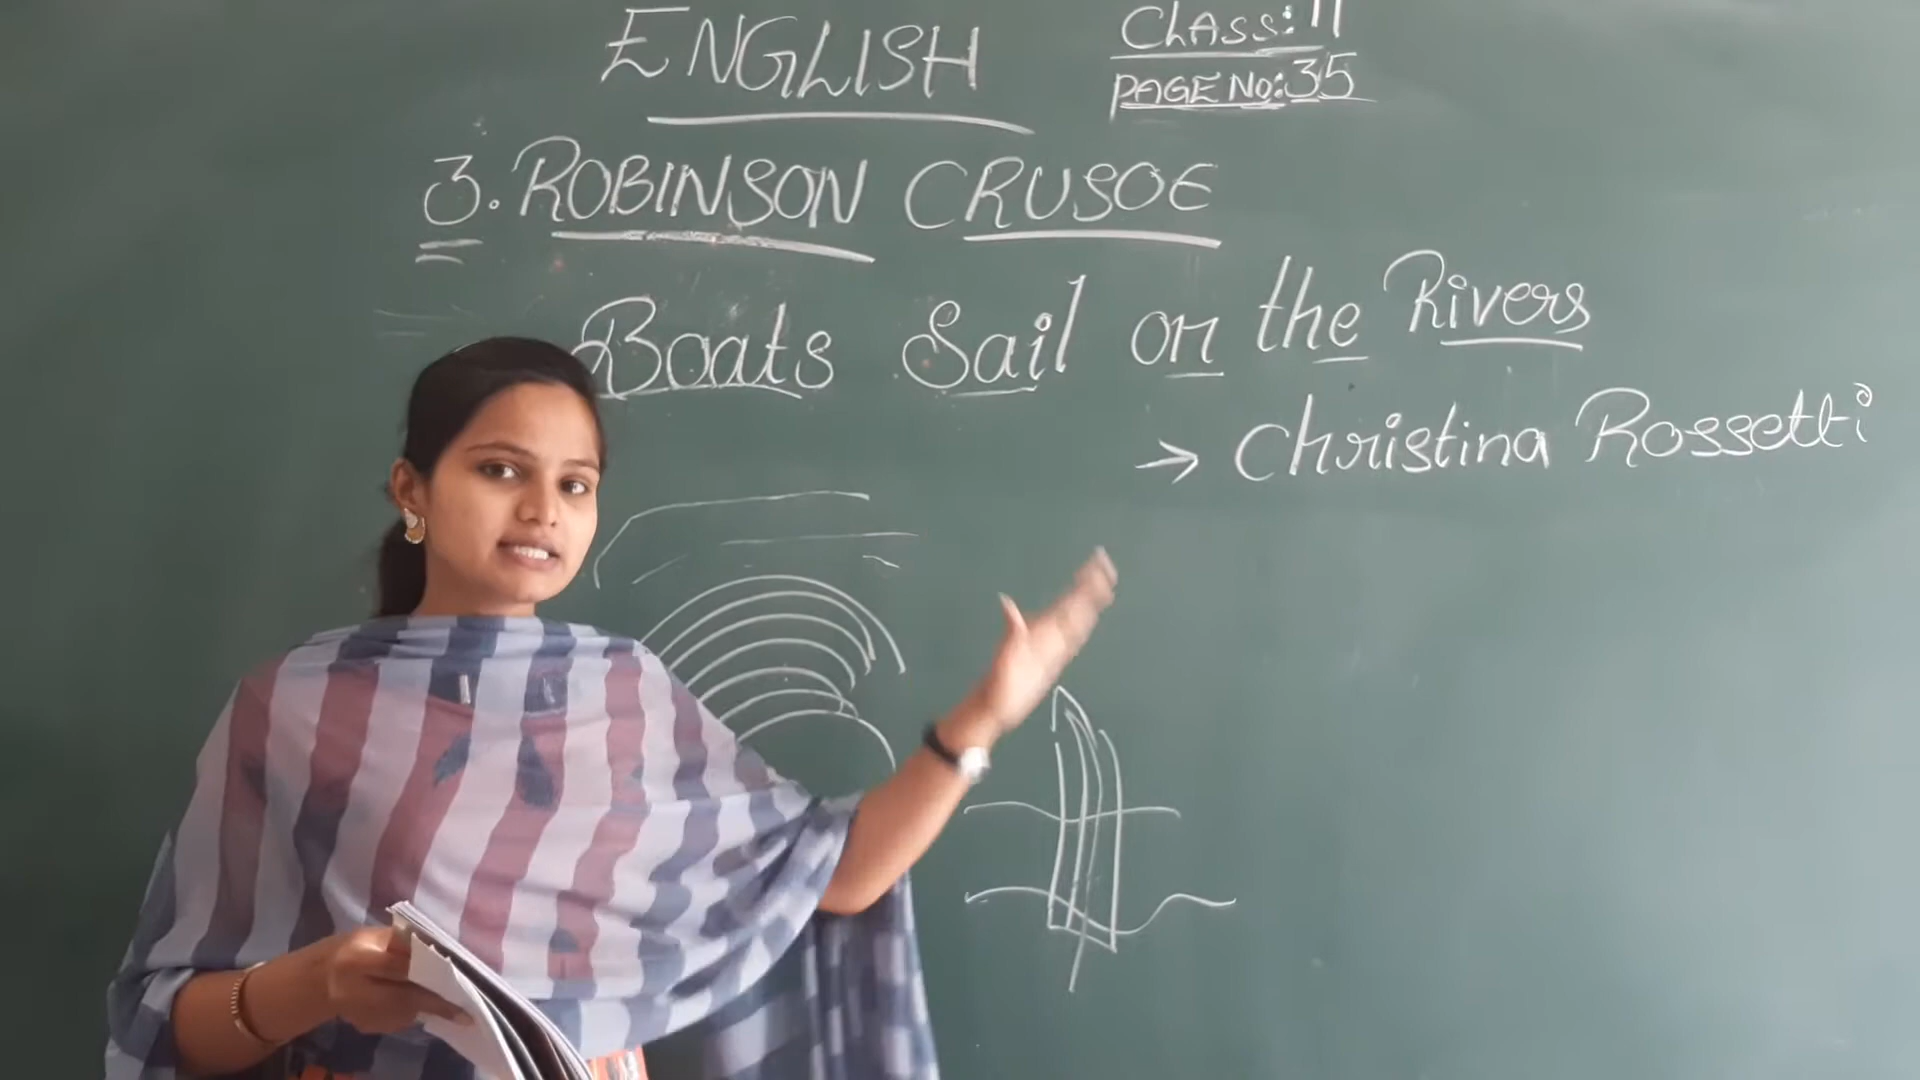 ENGLISH
CLASS: 11
PAGE NO: 35
3. ROBINSON CRUSOE
Boats Sail on the Rivers
→ Christina Rossetti